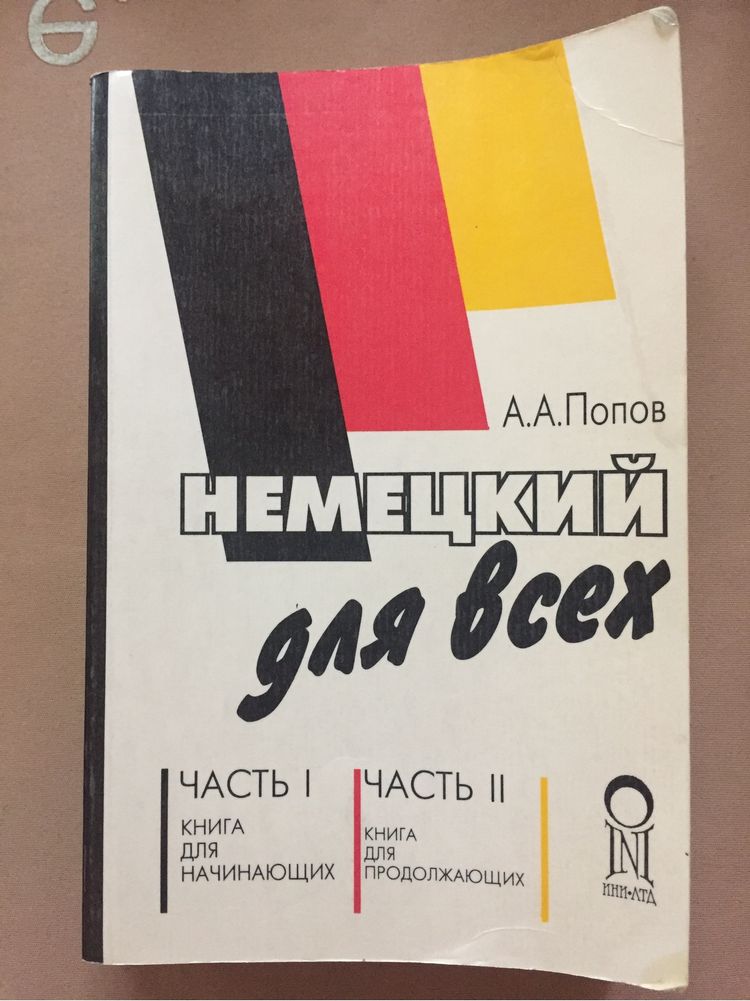 А.А.Попов
НЕМЕЦКИЙ
для всех
ЧАСТЬ I
КНИГА
ДЛЯ
НАЧИНАЮЩИХ
ЧАСТЬ II
КНИГА
ДЛЯ
ПРОДОЛЖАЮЩИХ
ИНИ•ЛТД